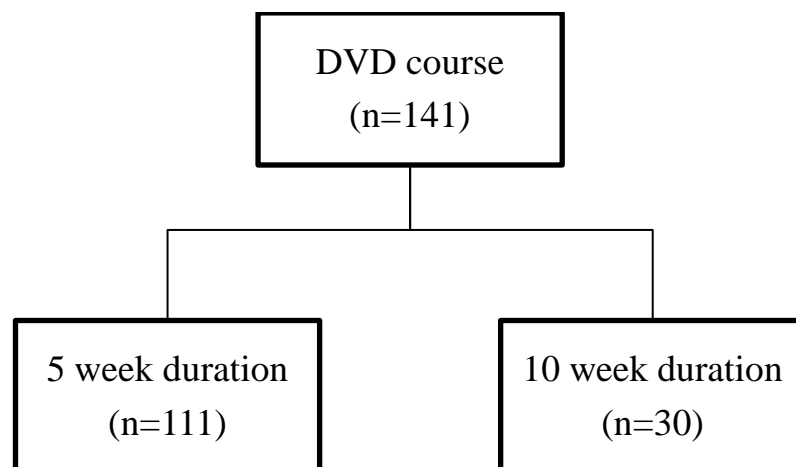 DVD course
(n=141)
5 week duration
(n=111)
10 week duration
(n=30)